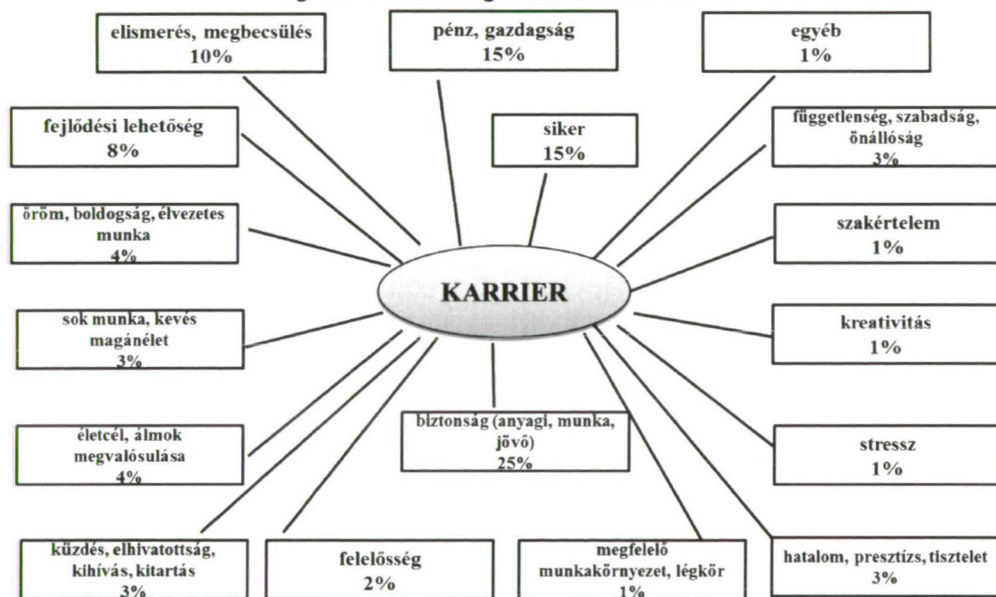 elismerés, megbecsülés
10%
pénz, gazdagság
15%
egyéb
1%
fejlődési lehetőség
8%
siker
15%
függetlenség, szabadság,
önállóság
3%
öröm, boldogság, élvezetes
munka
4%
szakértelem
1%
KARRIER
sok munka, kevés
magánélet
3%
kreativitás
1%
életcél, álmok
megvalósulása
4%
biztonság (anyagi, munka,
jövő)
25%
stressz
1%
küzdés, elhivatottság,
kihívás, kitartás
3%
felelősség
2%
megfelelő
munkakörnyezet, légkör
1%
hatalom, presztízs, tisztelet
3%